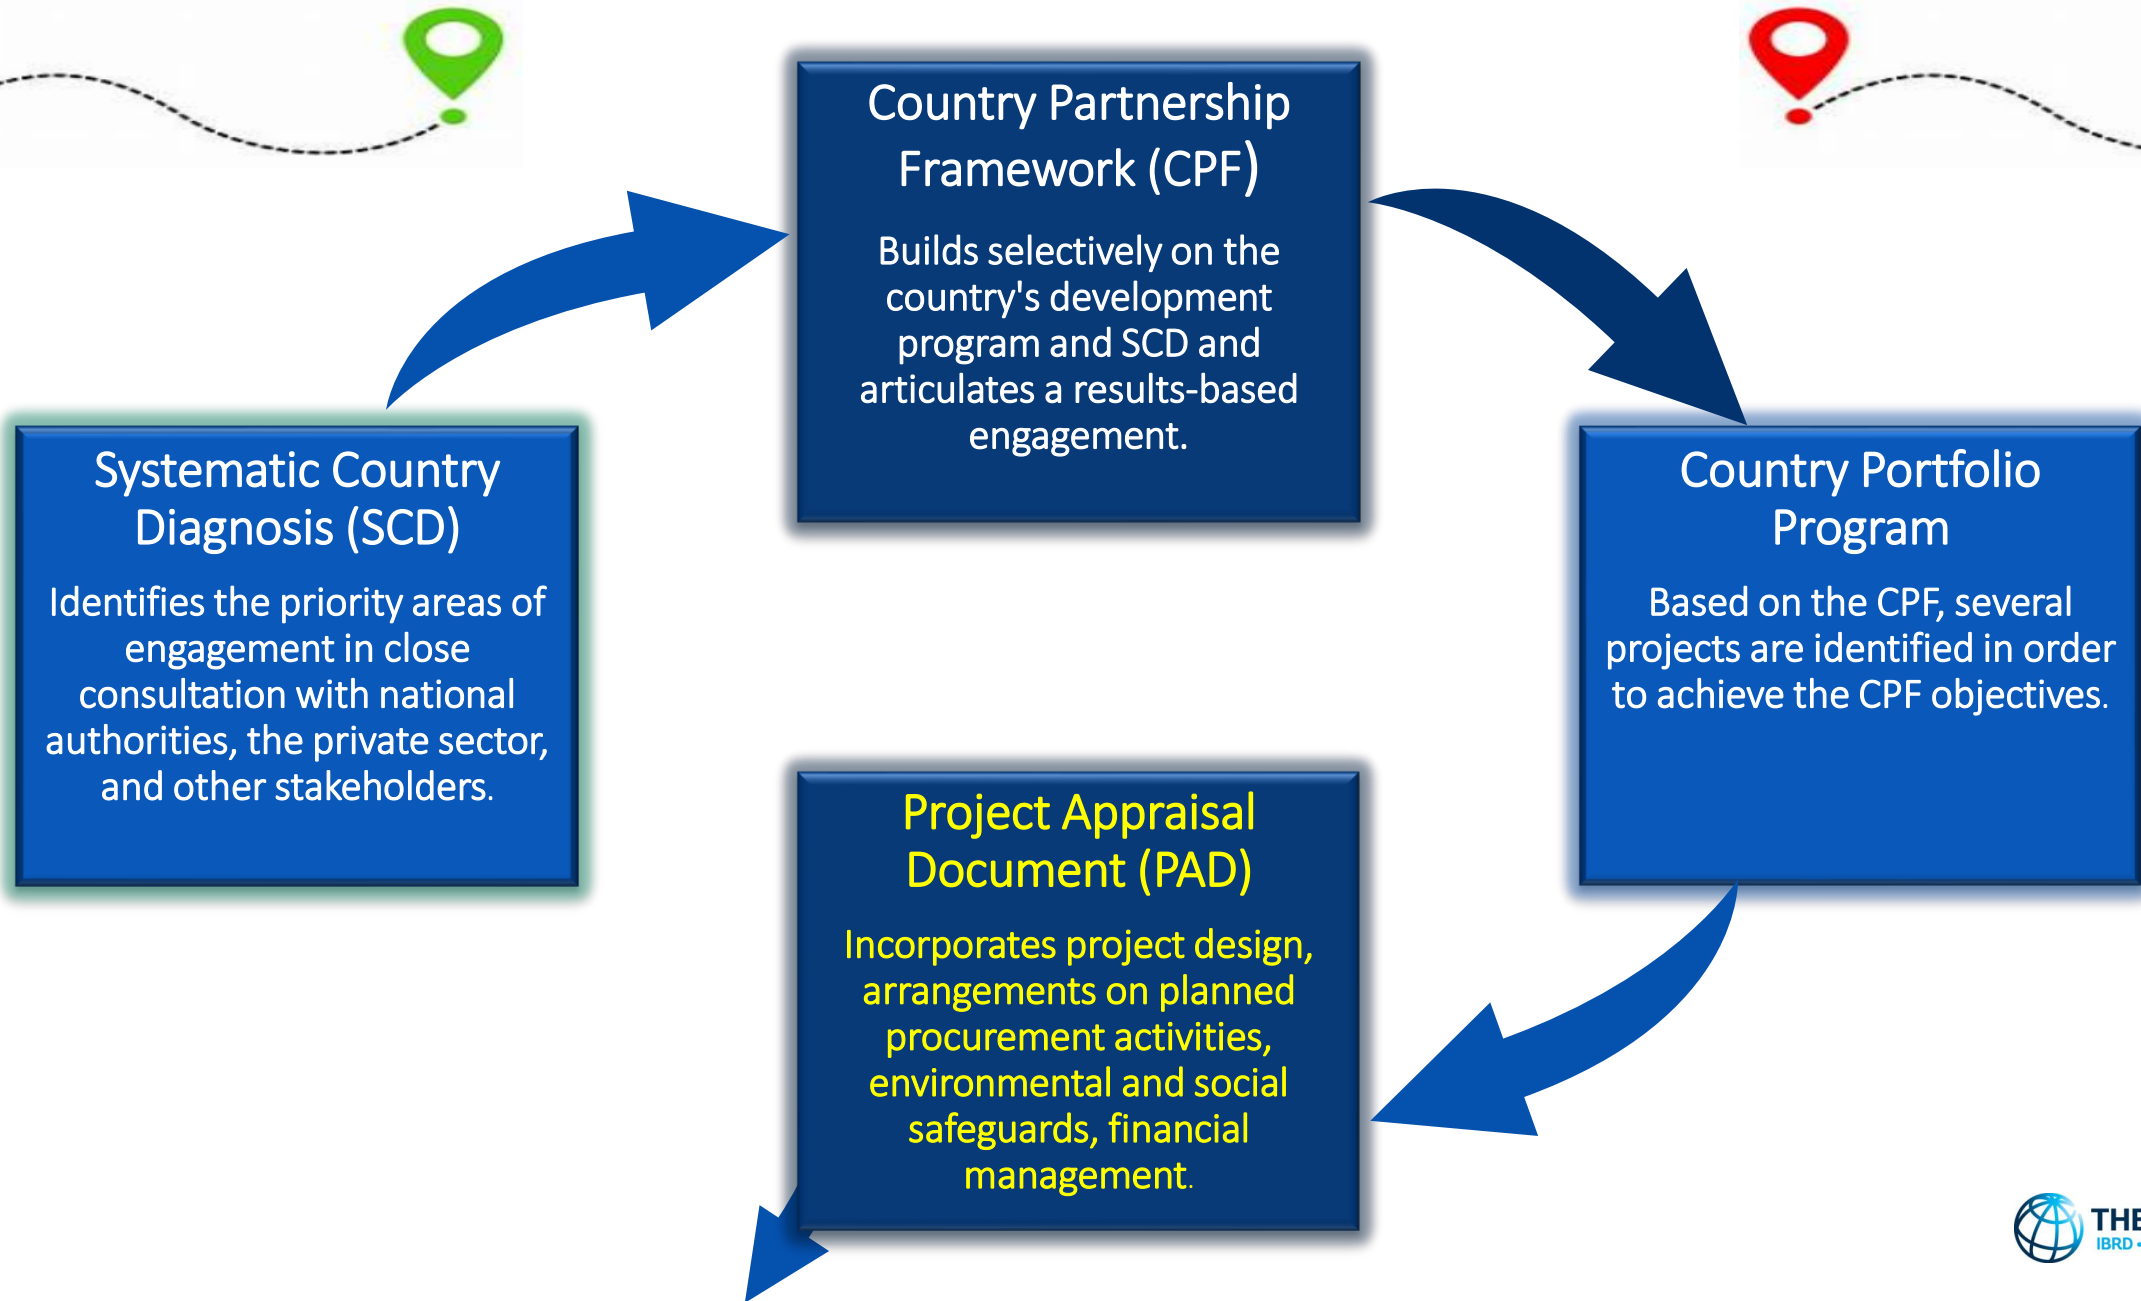 Country Partnership
Framework (CPF)
Builds selectively on the
country's development
program and SCD and
articulates a results-based
engagement.
Systematic Country
Diagnosis (SCD)
Identifies the priority areas of
engagement in close
consultation with national
authorities, the private sector,
and other stakeholders.
Country Portfolio
Program
Based on the CPF, several
projects are identified in order
to achieve the CPF objectives.
Project Appraisal
Document (PAD)
Incorporates project design,
arrangements on planned
procurement activities,
environmental and social
safeguards, financial
management.
THE
IBRD •